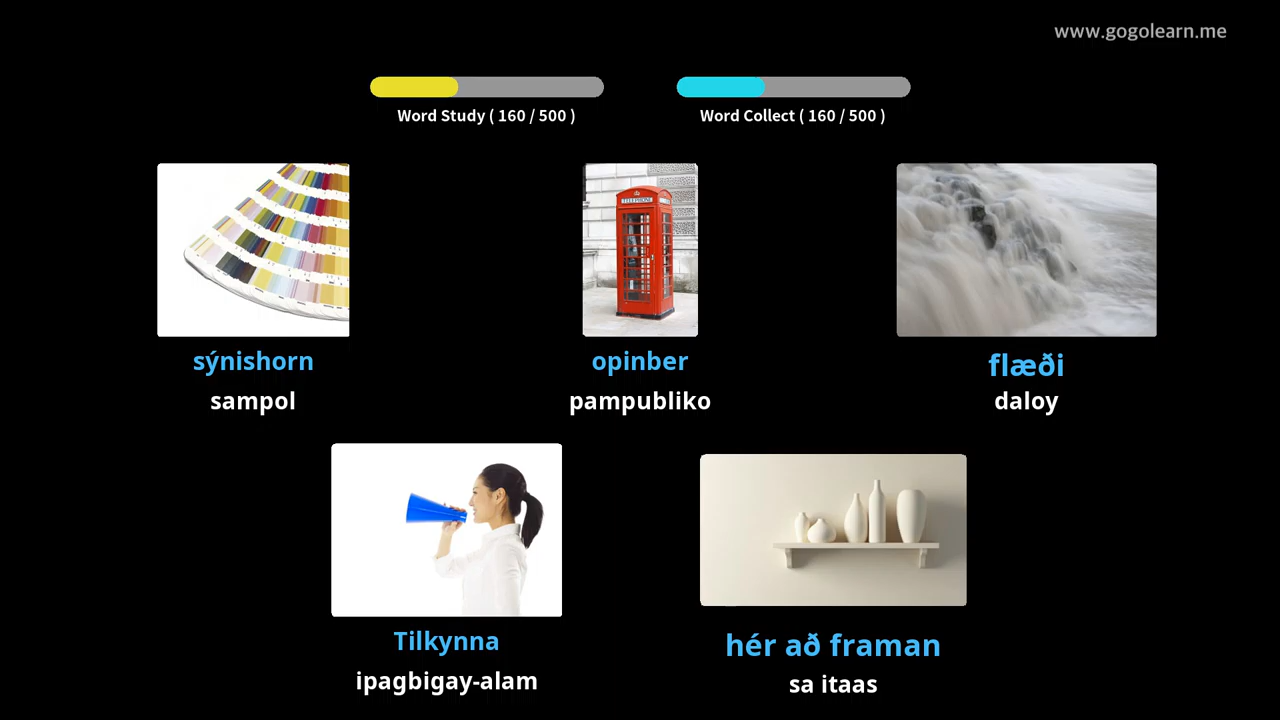 www.gogolearn.me
Word Study ( 160 / 500 )
Word Collect ( 160 / 500 )
TELEPHONE
sýnishorn
sampol
opinber
pampubliko
flæði
daloy
Tilkynna
ipagbigay-alam
hér að framan
sa itaas